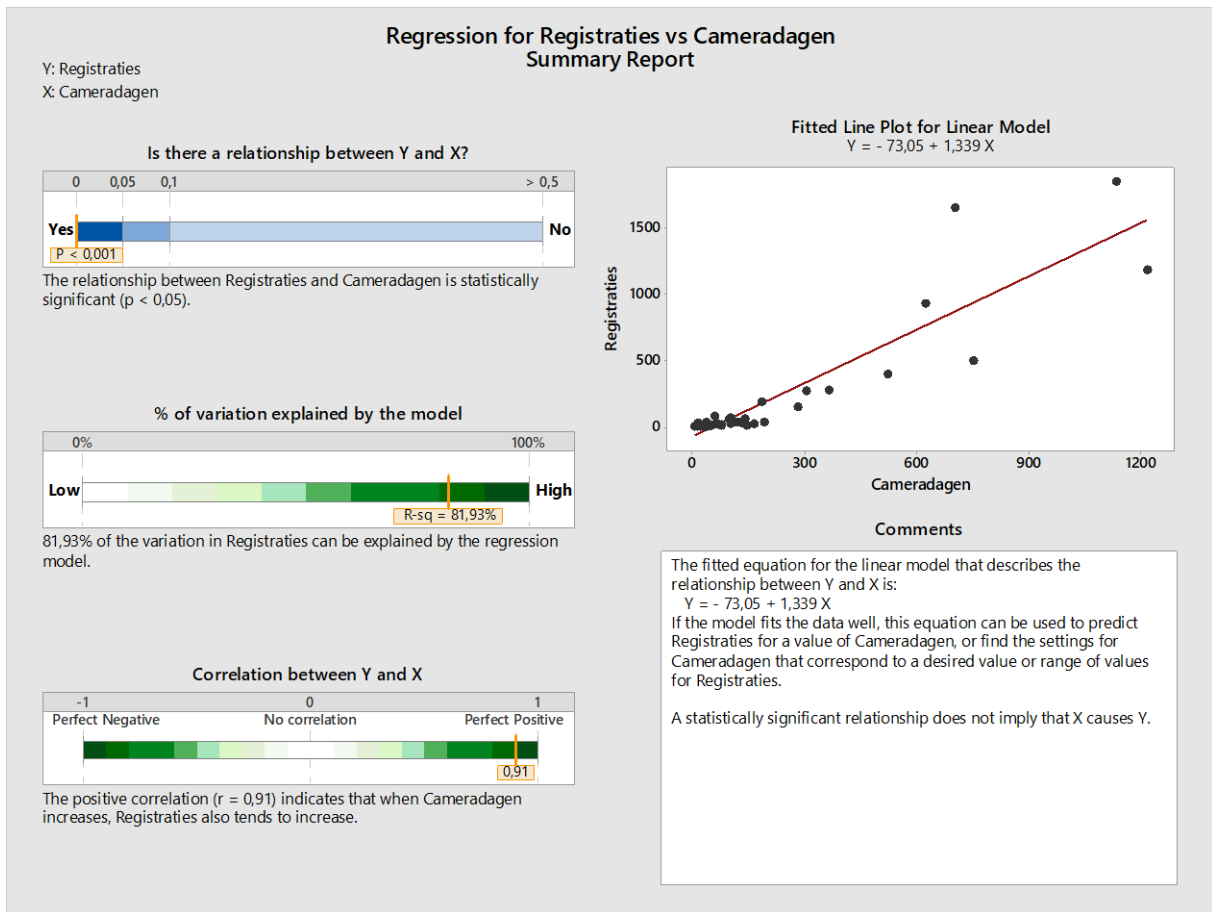 Regression for Registraties vs Cameradagen
Summary Report
Y: Registraties
X: Cameradagen
Is there a relationship between Y and X?
0 0,05 0,1 > 0,5
Yes No
P < 0,001
The relationship between Registraties and Cameradagen is statistically
significant (p < 0,05).
% of variation explained by the model
0% 100%
Low High
R-sq = 81,93%
81,93% of the variation in Registraties can be explained by the regression
model.
Correlation between Y and X
-1 0 1
Perfect Negative No correlation Perfect Positive
0,91
The positive correlation (r = 0,91) indicates that when Cameradagen
increases, Registraties also tends to increase.
Fitted Line Plot for Linear Model
Y = - 73,05 + 1,339 X
Registraties
1500
1000
500
0
0 300 600 900 1200
Cameradagen
Comments
The fitted equation for the linear model that describes the
relationship between Y and X is:
Y = - 73,05 + 1,339 X
If the model fits the data well, this equation can be used to predict
Registraties for a value of Cameradagen, or find the settings for
Cameradagen that correspond to a desired value or range of values
for Registraties.
A statistically significant relationship does not imply that X causes Y.